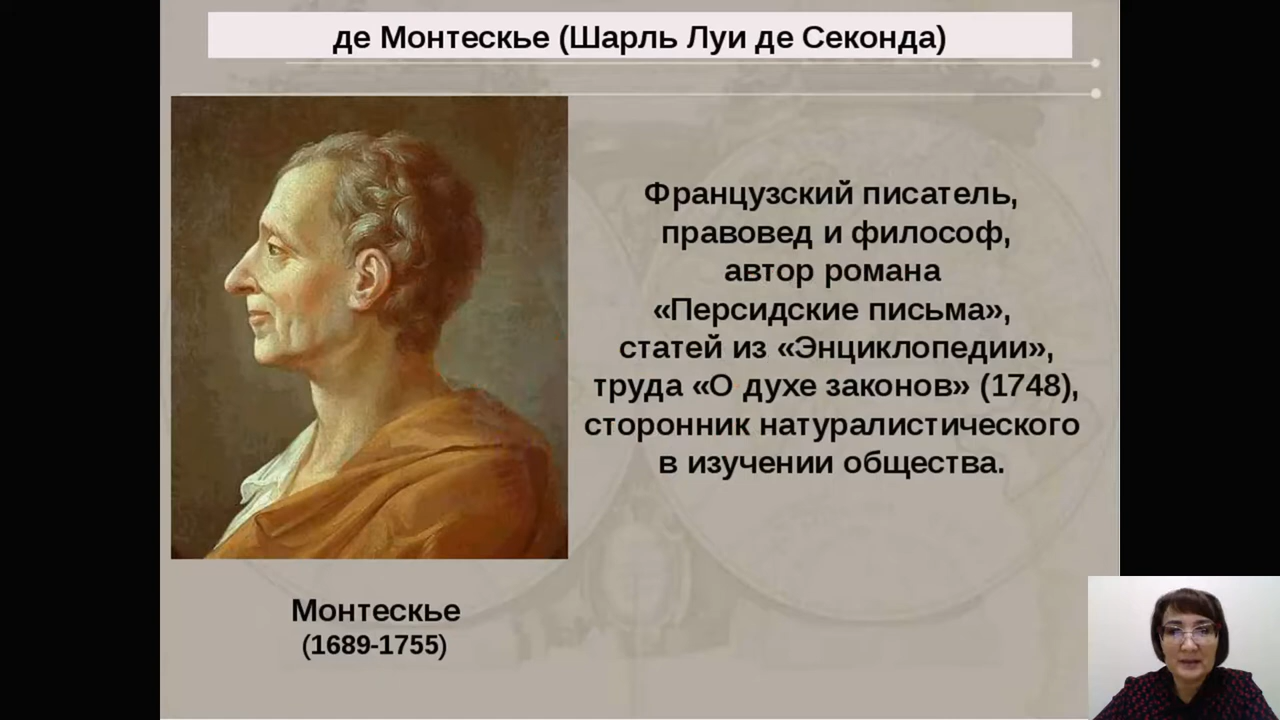 де Монтескье (Шарль Луи де Секонда)
Французский писатель,
правовед и философ,
автор романа
«Персидские письма»,
статей из «Энциклопедии»,
труда «О духе законов» (1748),
сторонник натуралистического
в изучении общества.
Монтескье
(1689-1755)